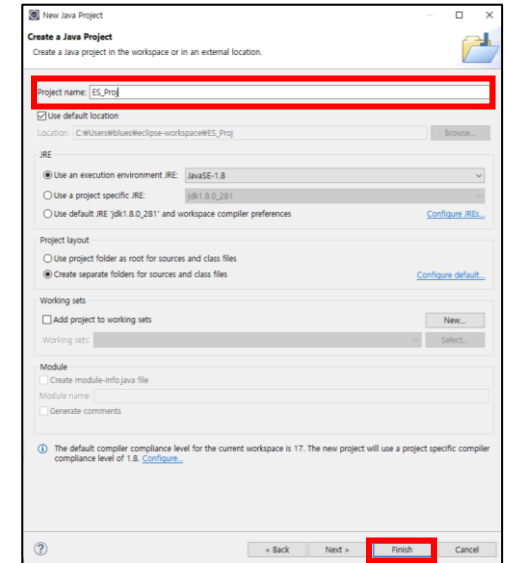 New Java Project
Create a Java Project
Create a Java project in the workspace or in an external location.
Project name: ES_Proj
Use default location
Location: C:₩Users₩blues₩eclipse-workspace₩ES_Proj Browse...
JRE
Use an execution environment JRE: JavaSE-1.8
Use a project specific JRE: jdk1.8.0_281
Use default JRE 'jdk1.8.0_281' and workspace compiler preferences Configure JREs...
Project layout
Use project folder as root for sources and class files
Create separate folders for sources and class files Configure default...
Working sets
Add project to working sets New...
Working sets: Select...
Module
Create module-info.java file
Module name:
Generate comments
The default compiler compliance level for the current workspace is 17. The new project will use a project specific compiler
compliance level of 1.8. Configure...
? < Back Next > Finish Cancel